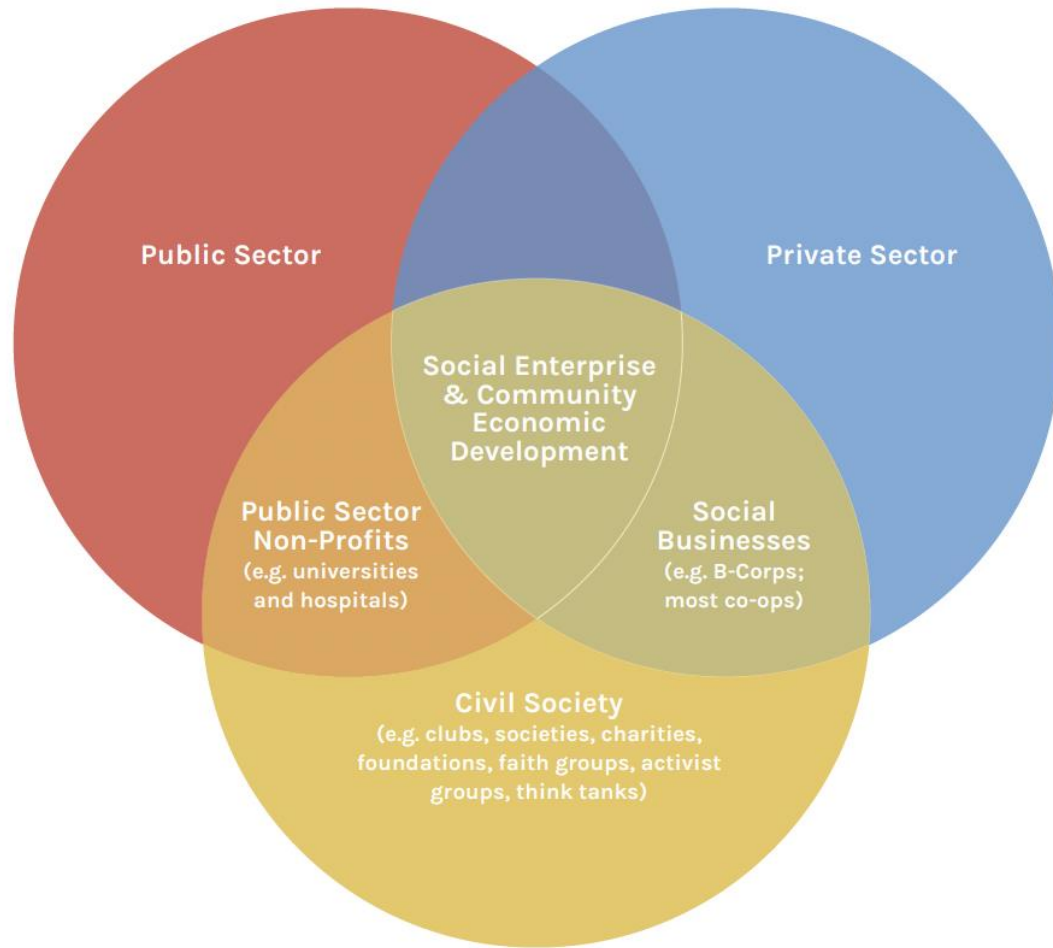 Public Sector
Private Sector
Social Enterprise
& Community
Economic
Development
Public Sector
Non-Profits
(e.g. universities
and hospitals)
Social
Businesses
(e.g. B-Corps;
most co-ops)
Civil Society
(e.g. clubs, societies, charities,
foundations, faith groups, activist
groups, think tanks)